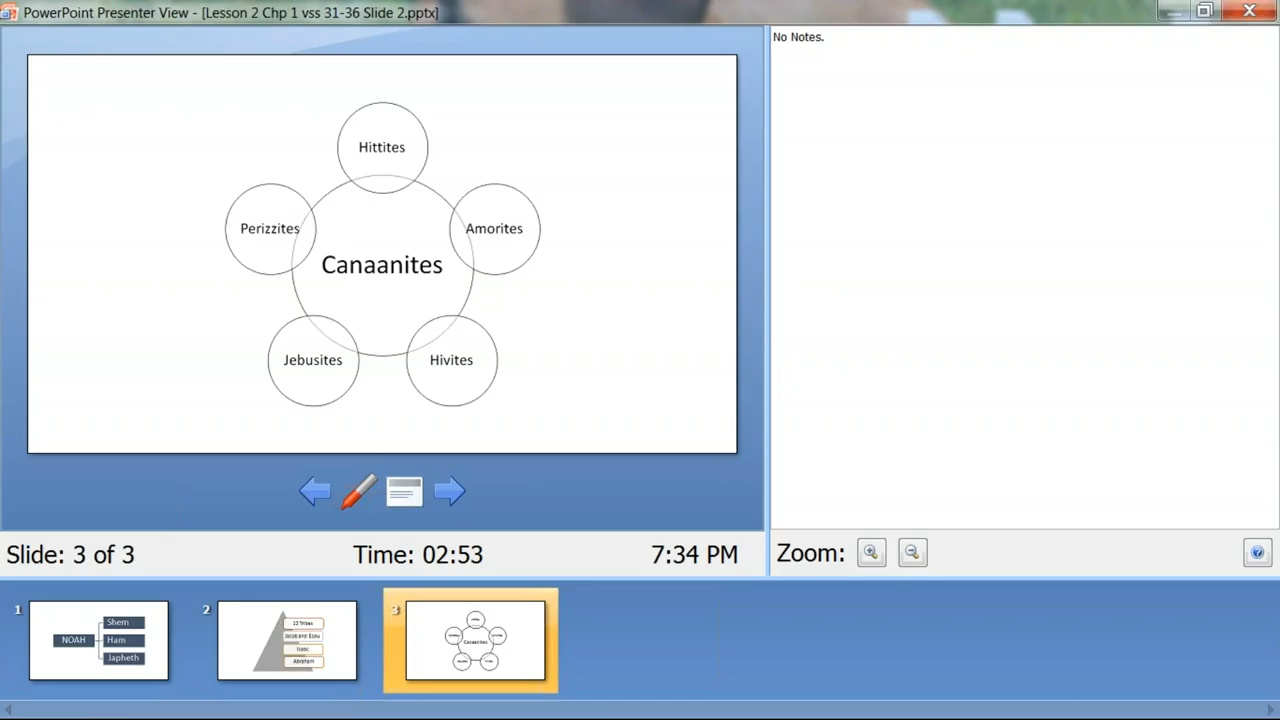 PowerPoint Presenter View - [Lesson 2 Chp 1 vss 31-36 Slide 2.pptx]
No Notes.
Hittites
Perizzites
Amorites
Canaanites
Jebusites
Hivites
Slide: 3 of 3
Time: 02:53
7:34 PM
Zoom:
1
NOAH
Shem
Ham
Japheth
2
12 Tribes
Jacob and Esau
Isaac
Abraham
3
Canaanites